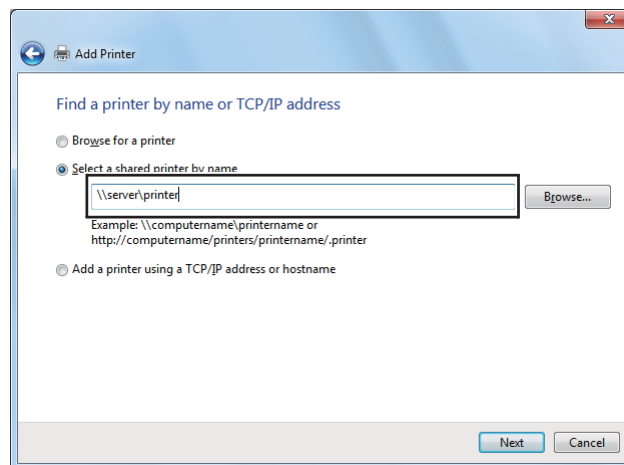 X
Add Printer
Find a printer by name or TCP/IP address
Browse for a printer
Select a shared printer by name
\\server\printer
Browse...
Example: \\computername\printername or
http://computername/printers/printername/.printer
Add a printer using a TCP/IP address or hostname
Next Cancel